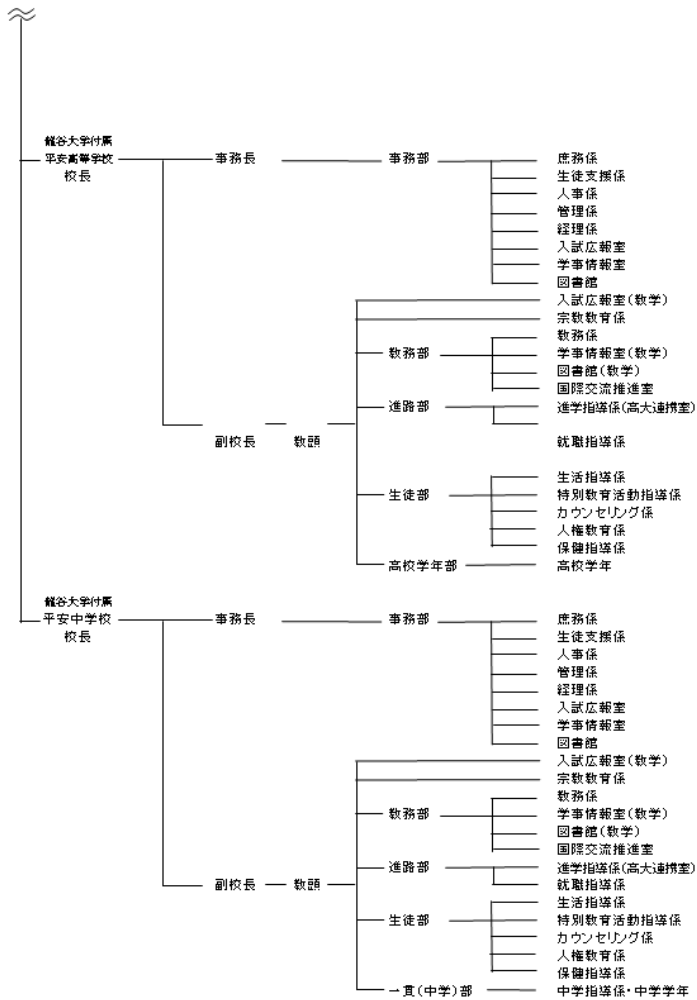 龍谷大学付属
平安高等学校 事務長 事務部 庶務係
校長 生徒支援係
人事係
管理係
経理係
入試広報室
学事情報室
図書館
入試広報室(教学)
宗教教育係
教務係
教務部 学事情報室(教学)
図書館(教学)
国際交流推進室
進路部 進学指導係(高大連携室)
副校長 教頭 就職指導係
生活指導係
生徒部 特別教育活動指導係
カウンセリング係
人権教育係
保健指導係
高校学年部 高校学年
龍谷大学付属
平安中学校 事務長 事務部 庶務係
校長 生徒支援係
人事係
管理係
経理係
入試広報室
学事情報室
図書館
入試広報室(教学)
宗教教育係
教務係
教務部 学事情報室(教学)
図書館(教学)
国際交流推進室
進路部 進学指導係(高大連携室)
副校長 教頭 就職指導係
生活指導係
生徒部 特別教育活動指導係
カウンセリング係
人権教育係
保健指導係
一貫(中学)部 中学指導係・中学学年